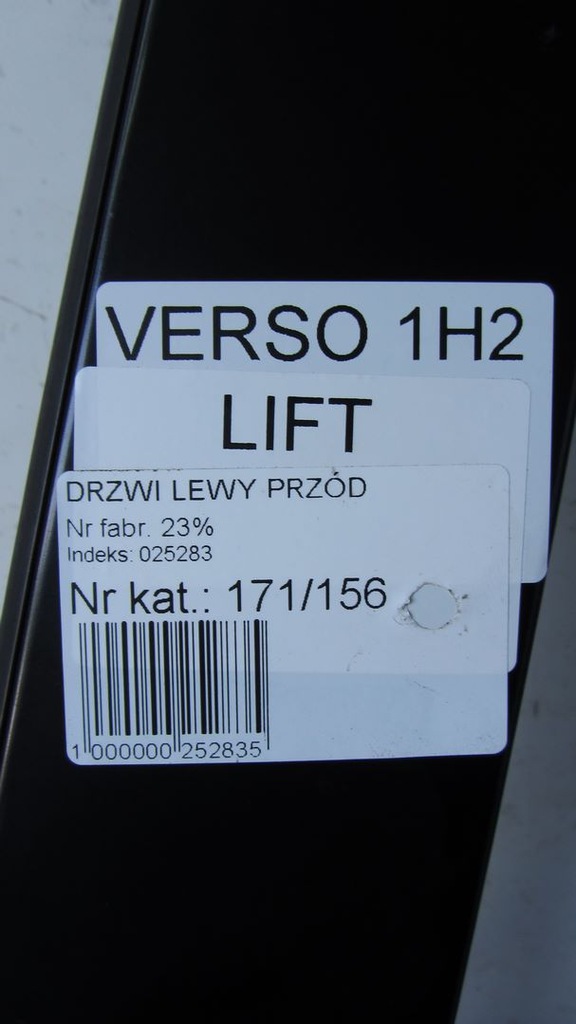 VERSO 1H2
LIFT
DRZWI LEWY PRZÓD
Nr fabr. 23%
Indeks: 025283
Nr kat.: 171/156
1 000000 252835